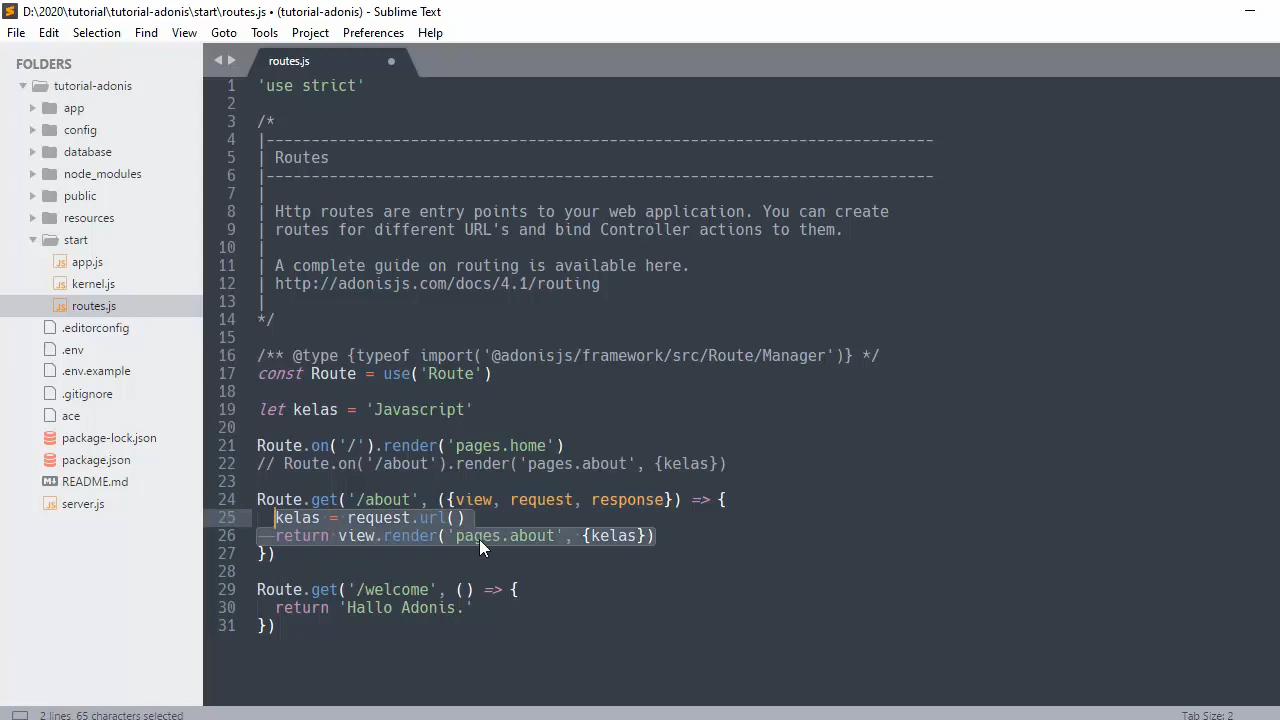 D:\2020\tutorial\tutorial-adonis\start\routes.js • (tutorial-adonis) - Sublime Text
File Edit Selection Find View Goto Tools Project Preferences Help
FOLDERS
tutorial-adonis
app
config
database
node_modules
public
resources
start
app.js
kernel.js
routes.js
.editorconfig
.env
.env.example
.gitignore
ace
package-lock.json
package.json
README.md
server.js
routes.js
1 'use strict'
2
3 /*
4 |--------------------------------------------------------------------------
5 | Routes
6 |--------------------------------------------------------------------------
7 |
8 | Http routes are entry points to your web application. You can create
9 | routes for different URL's and bind Controller actions to them.
10 |
11 | A complete guide on routing is available here.
12 | http://adonisjs.com/docs/4.1/routing
13 |
14 */
15
16 /** @type {typeof import('@adonisjs/framework/src/Route/Manager')} */
17 const Route = use('Route')
18
19 let kelas = 'Javascript'
20
21 Route.on('/').render('pages.home')
22 // Route.on('/about').render('pages.about', {kelas})
23
24 Route.get('/about', ({view, request, response}) => {
25 kelas = request.url()
26 return view.render('pages.about', {kelas})
27 })
28
29 Route.get('/welcome', () => {
30 return 'Hallo Adonis.'
31 })
2 lines, 65 characters selected
Tab Size: 2